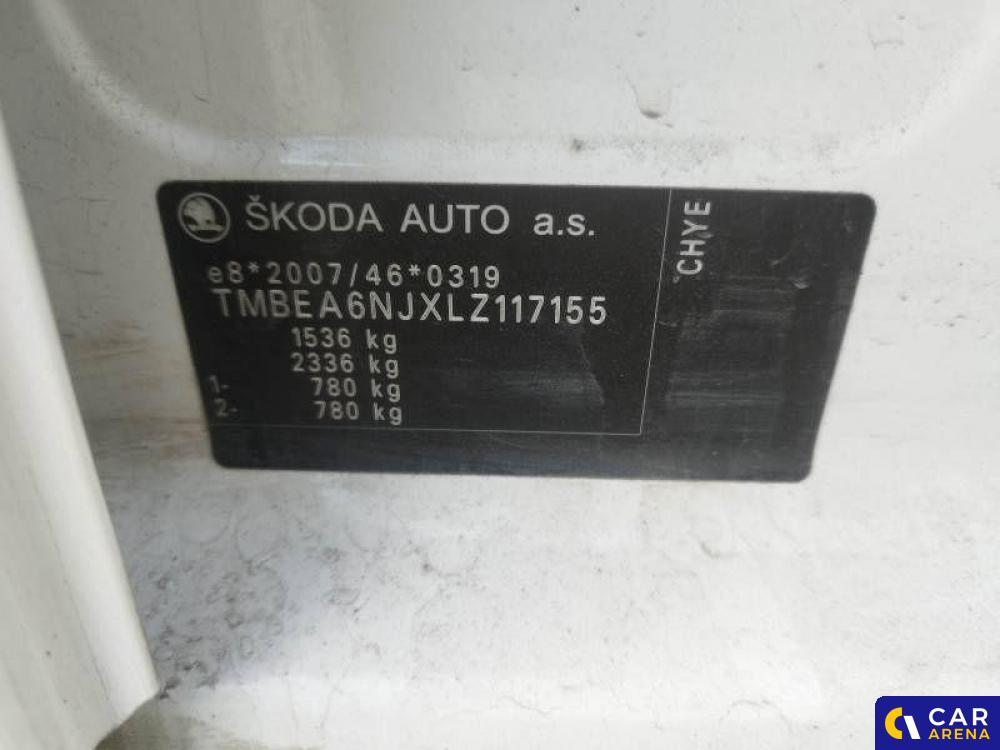 ŠKODA AUTO a.s.
CHYE
e8*2007/46*0319
TMBEA6NJXLZ117155
1536 kg
2336 kg
1- 780 kg
2- 780 kg
CAR
ARENA